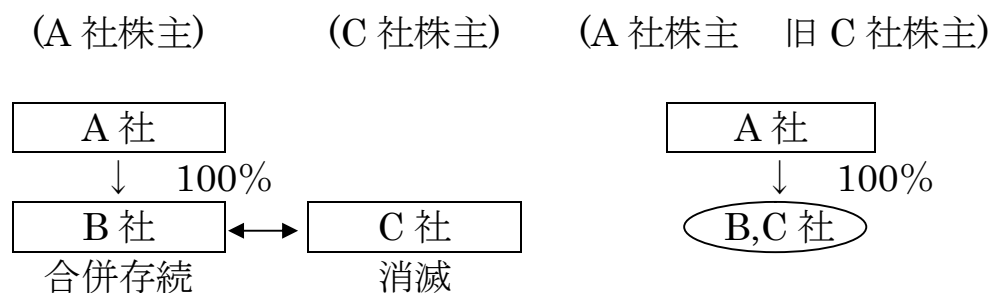 (A 社株主) (C 社株主) (A 社株主 旧 C 社株主)
A 社 A 社
↓ 100% ↓ 100%
B 社 C 社 B,C 社
合併存続 消滅